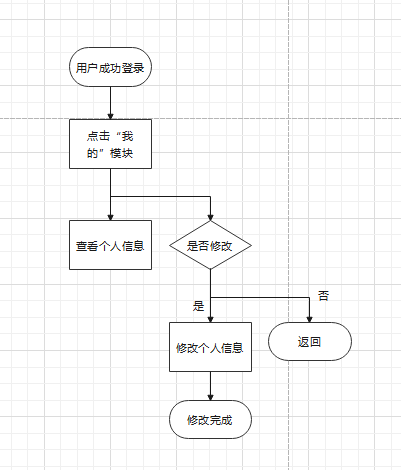 用户成功登录
点击“我
的”模块
查看个人信息
是否修改
是
否
修改个人信息
返回
修改完成